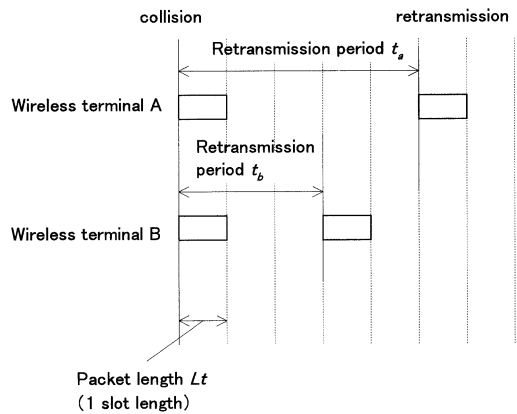 collision
retransmission
Retransmission period ta
Wireless terminal A
Retransmission
period tb
Wireless terminal B
Packet length Lt
(1 slot length)